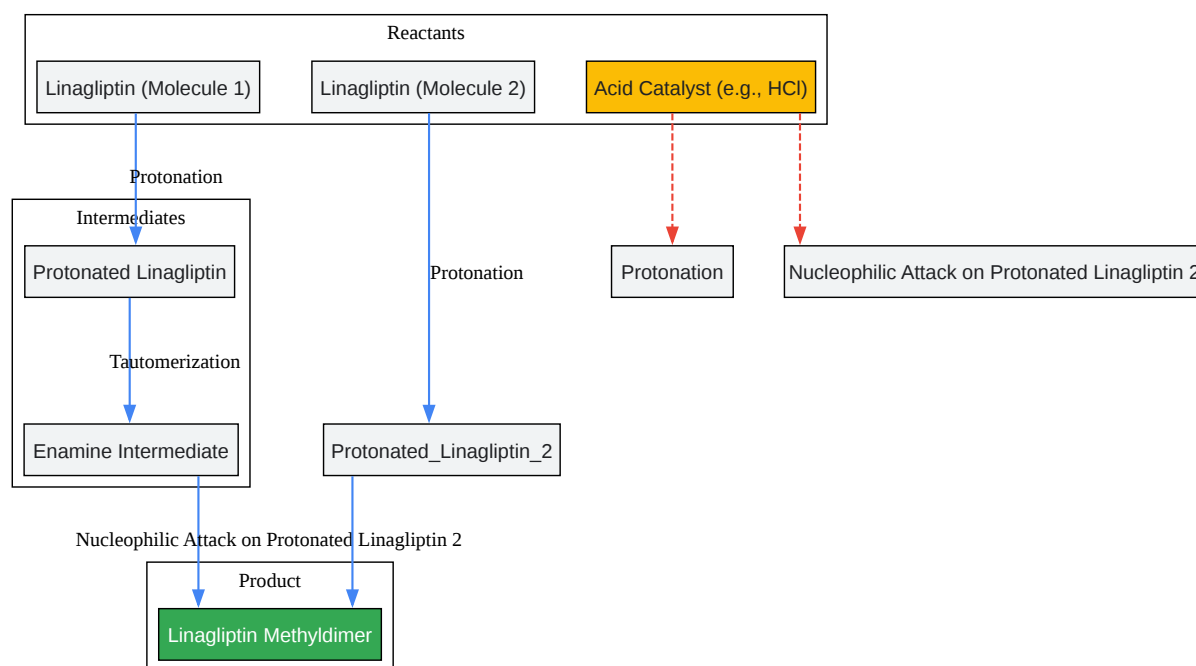 Reactants
Linagliptin (Molecule 1)
Linagliptin (Molecule 2)
Acid Catalyst (e.g., HCl)
Protonation
Intermediates
Protonated Linagliptin
Protonation
Protonation
Nucleophilic Attack on Protonated Linagliptin 2
Tautomerization
Enamine Intermediate
Protonated_Linagliptin_2
Nucleophilic Attack on Protonated Linagliptin 2
Product
Linagliptin Methyldimer